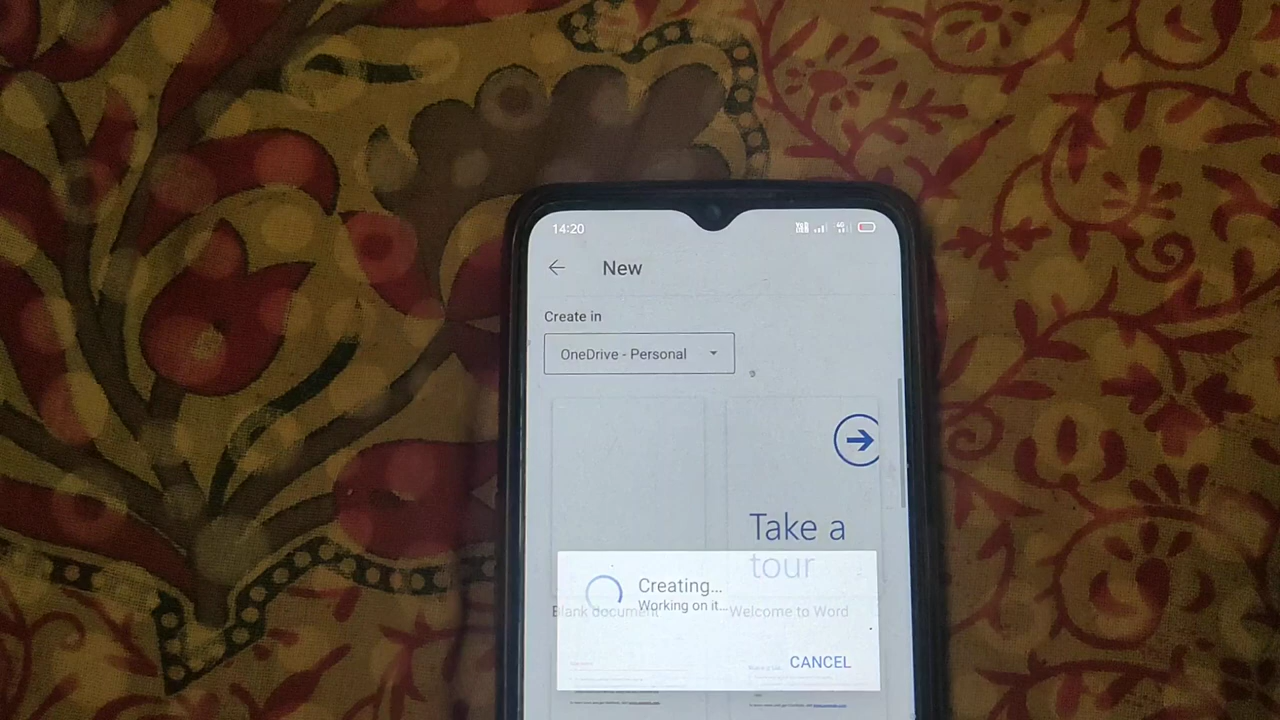 14:20
New
Create in
OneDrive - Personal
Take a
tour
Creating...
Working on it...
Blank document
Welcome to Word
CANCEL